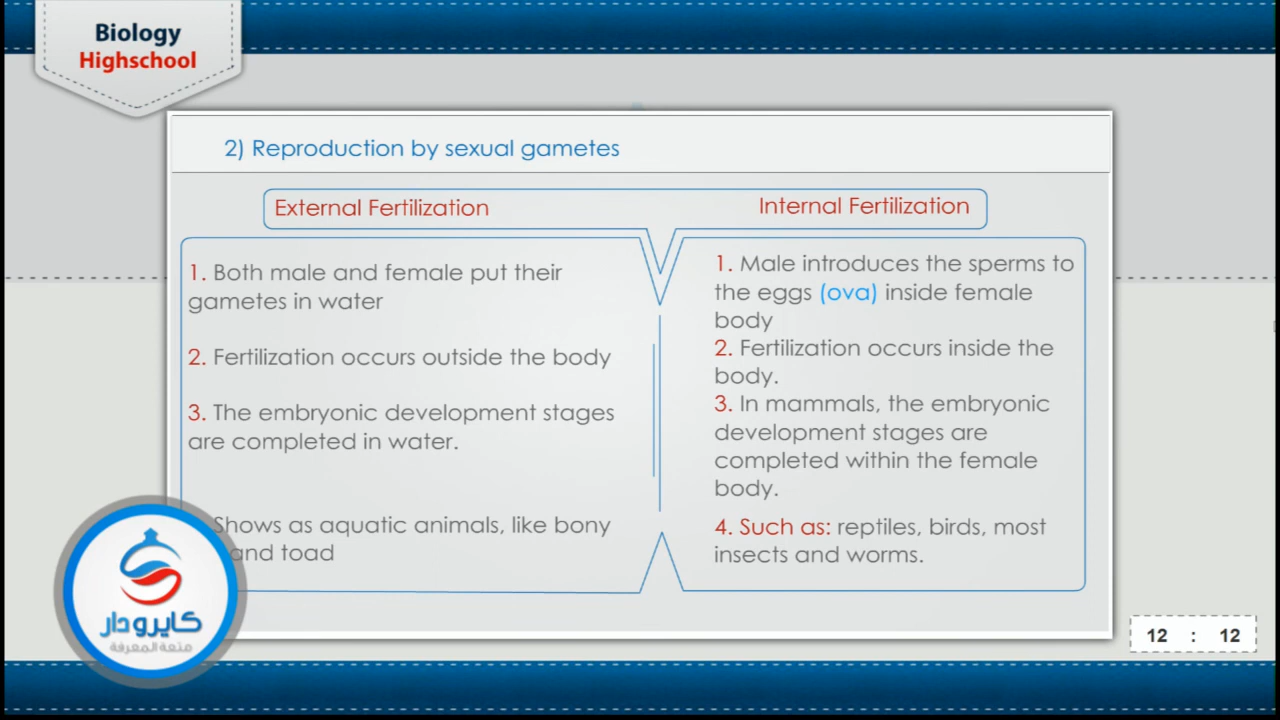 Biology
Highschool
2) Reproduction by sexual gametes
External Fertilization
1. Both male and female put their
gametes in water
2. Fertilization occurs outside the body
3. The embryonic development stages
are completed in water.
Shows as aquatic animals, like bony
and toad
Internal Fertilization
1. Male introduces the sperms to
the eggs (ova) inside female
body
2. Fertilization occurs inside the
body.
3. In mammals, the embryonic
development stages are
completed within the female
body.
4. Such as: reptiles, birds, most
insects and worms.
كايرودار
متعة المعرفة
12 : 12